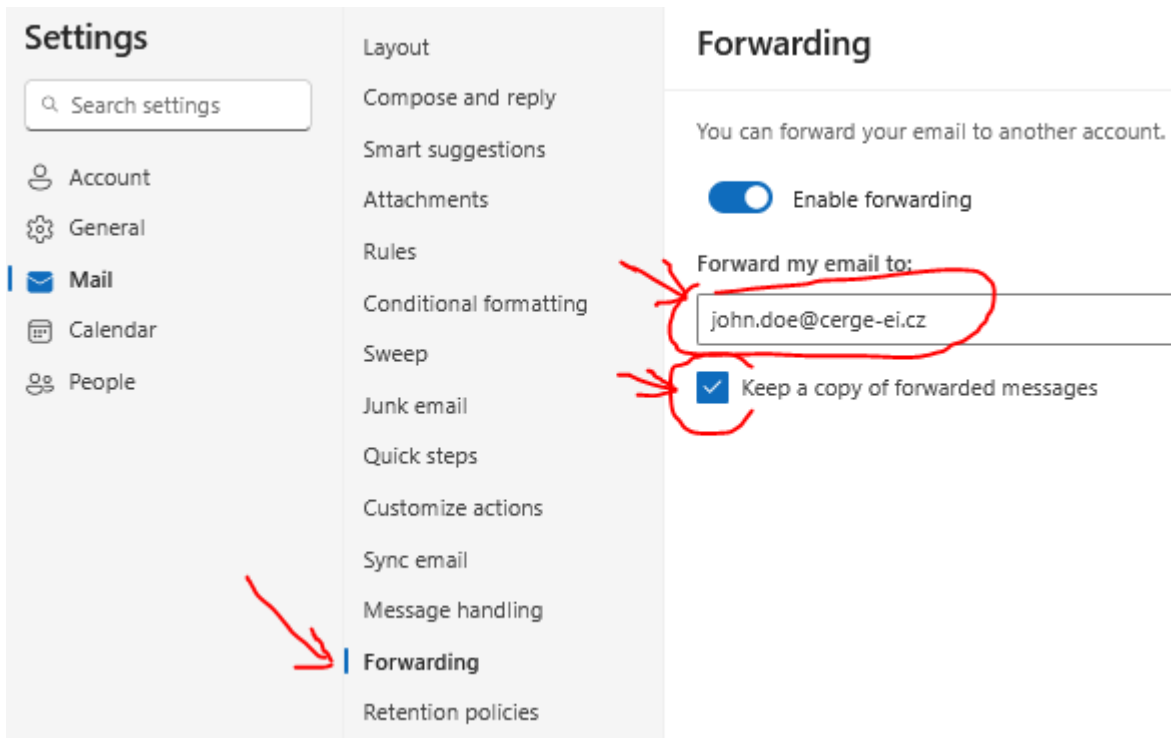 Settings
Search settings
Account
General
Mail
Calendar
People
Layout
Compose and reply
Smart suggestions
Attachments
Rules
Conditional formatting
Sweep
Junk email
Quick steps
Customize actions
Sync email
Message handling
Forwarding
Retention policies
Forwarding
You can forward your email to another account.
Enable forwarding
Forward my email to:
john.doe@cerge-ei.cz
Keep a copy of forwarded messages